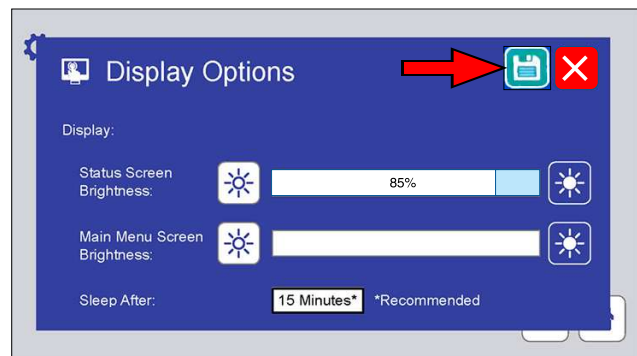 Display Options
Display:
Status Screen
Brightness:
85%
Main Menu Screen
Brightness:
Sleep After:
15 Minutes*
*Recommended